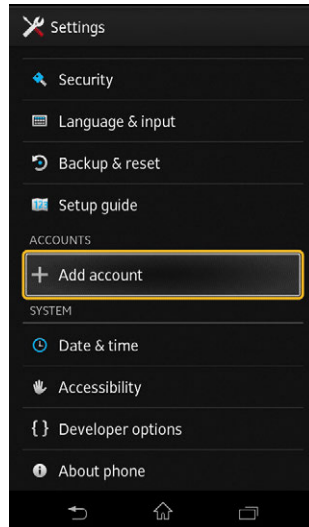 Settings
Security
Language & input
Backup & reset
Setup guide
ACCOUNTS
Add account
SYSTEM
Date & time
Accessibility
{ } Developer options
About phone